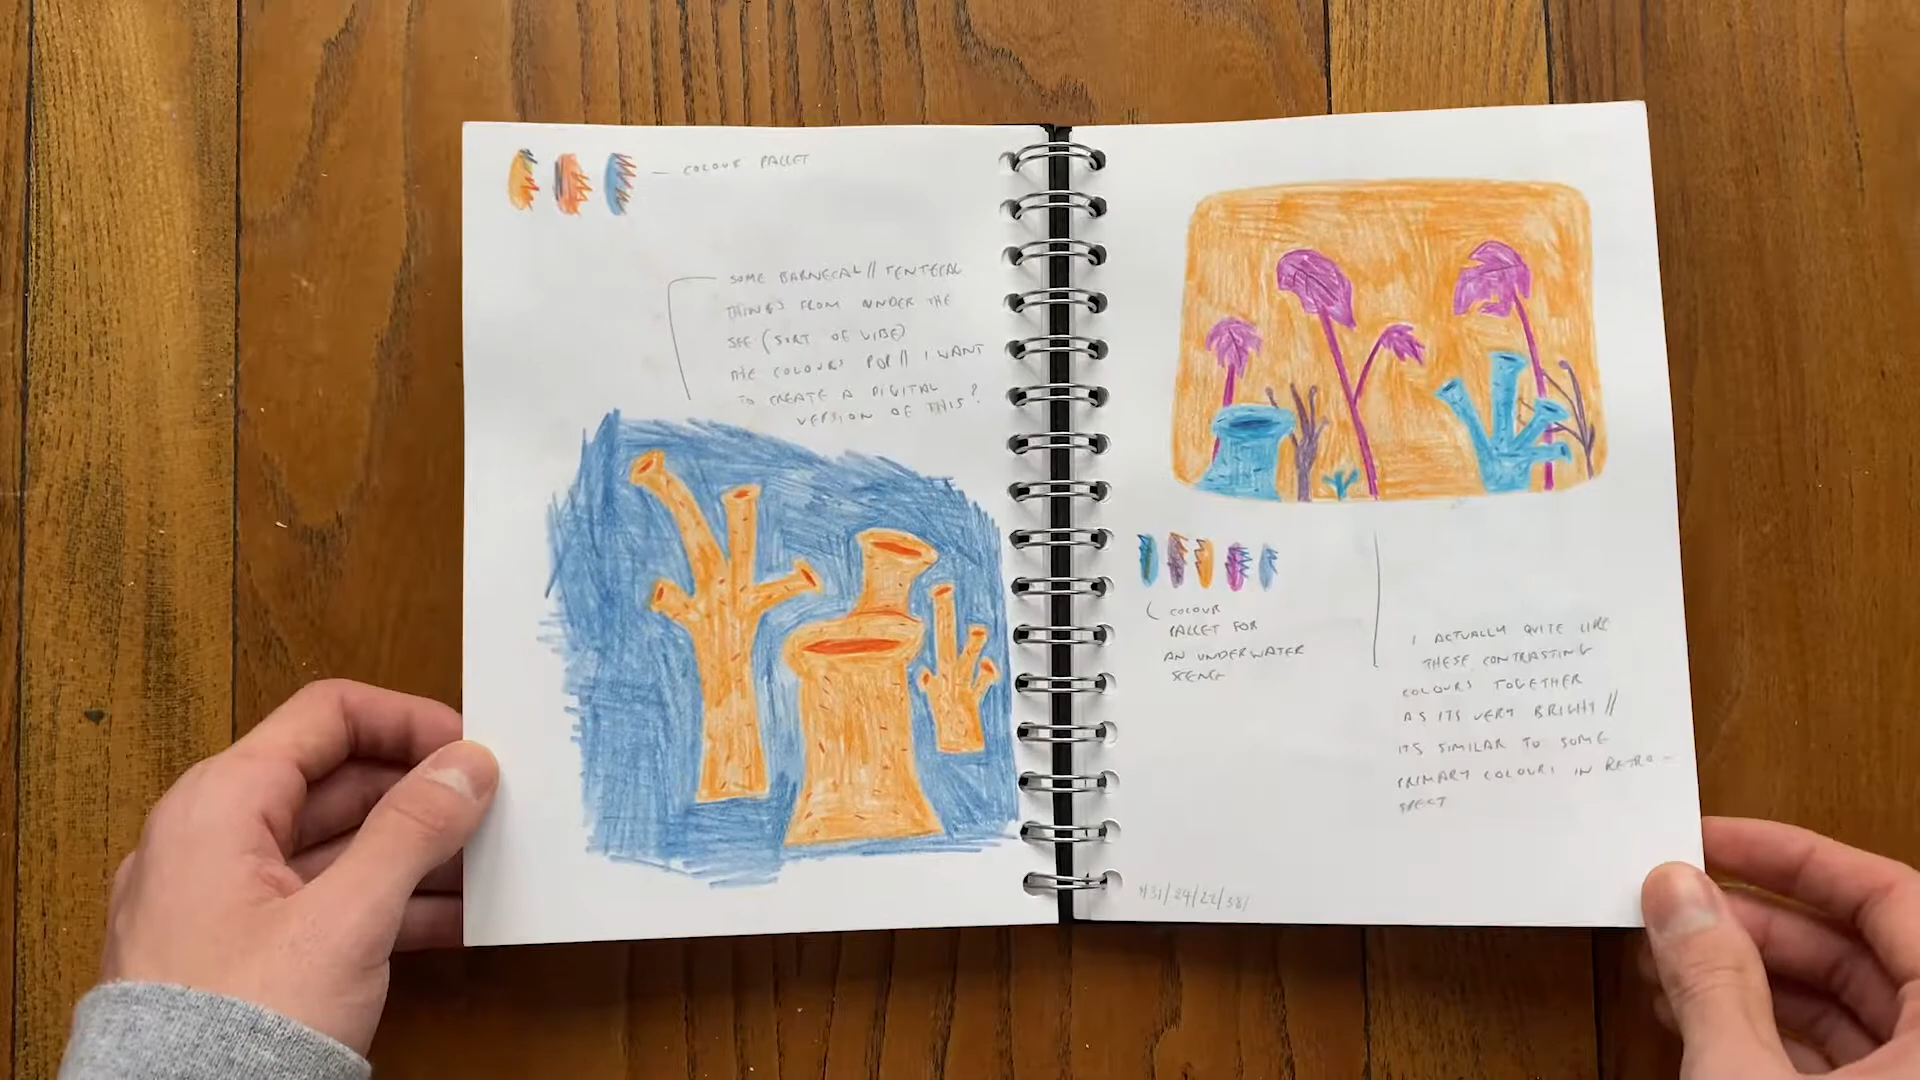 COLOUR PALLET
SOME BARNECAL // TENTECAL
THINGS FROM UNDER THE
SEE (SORT OF VIBE)
THE COLOURS POP // I WANT
TO CREATE A DIGITAL
VERSION OF THIS?
COLOUR
PALLET FOR
AN UNDERWATER
SCENE
I ACTUALLY QUITE LIKE
THESE CONTRASTING
COLOURS TOGETHER
AS ITS VERY BRIGHT //
ITS SIMILAR TO SOME
PRIMARY COLOURS IN RETRO-
SPECT